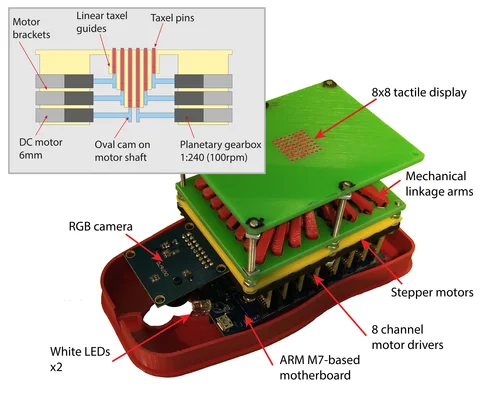 Motor
brackets
Linear taxel
guides
Taxel pins
DC motor
6mm
Oval cam on
motor shaft
Planetary gearbox
1:240 (100rpm)
8x8 tactile display
Mechanical
linkage arms
RGB camera
Stepper motors
White LEDs
x2
ARM M7-based
motherboard
8 channel
motor drivers